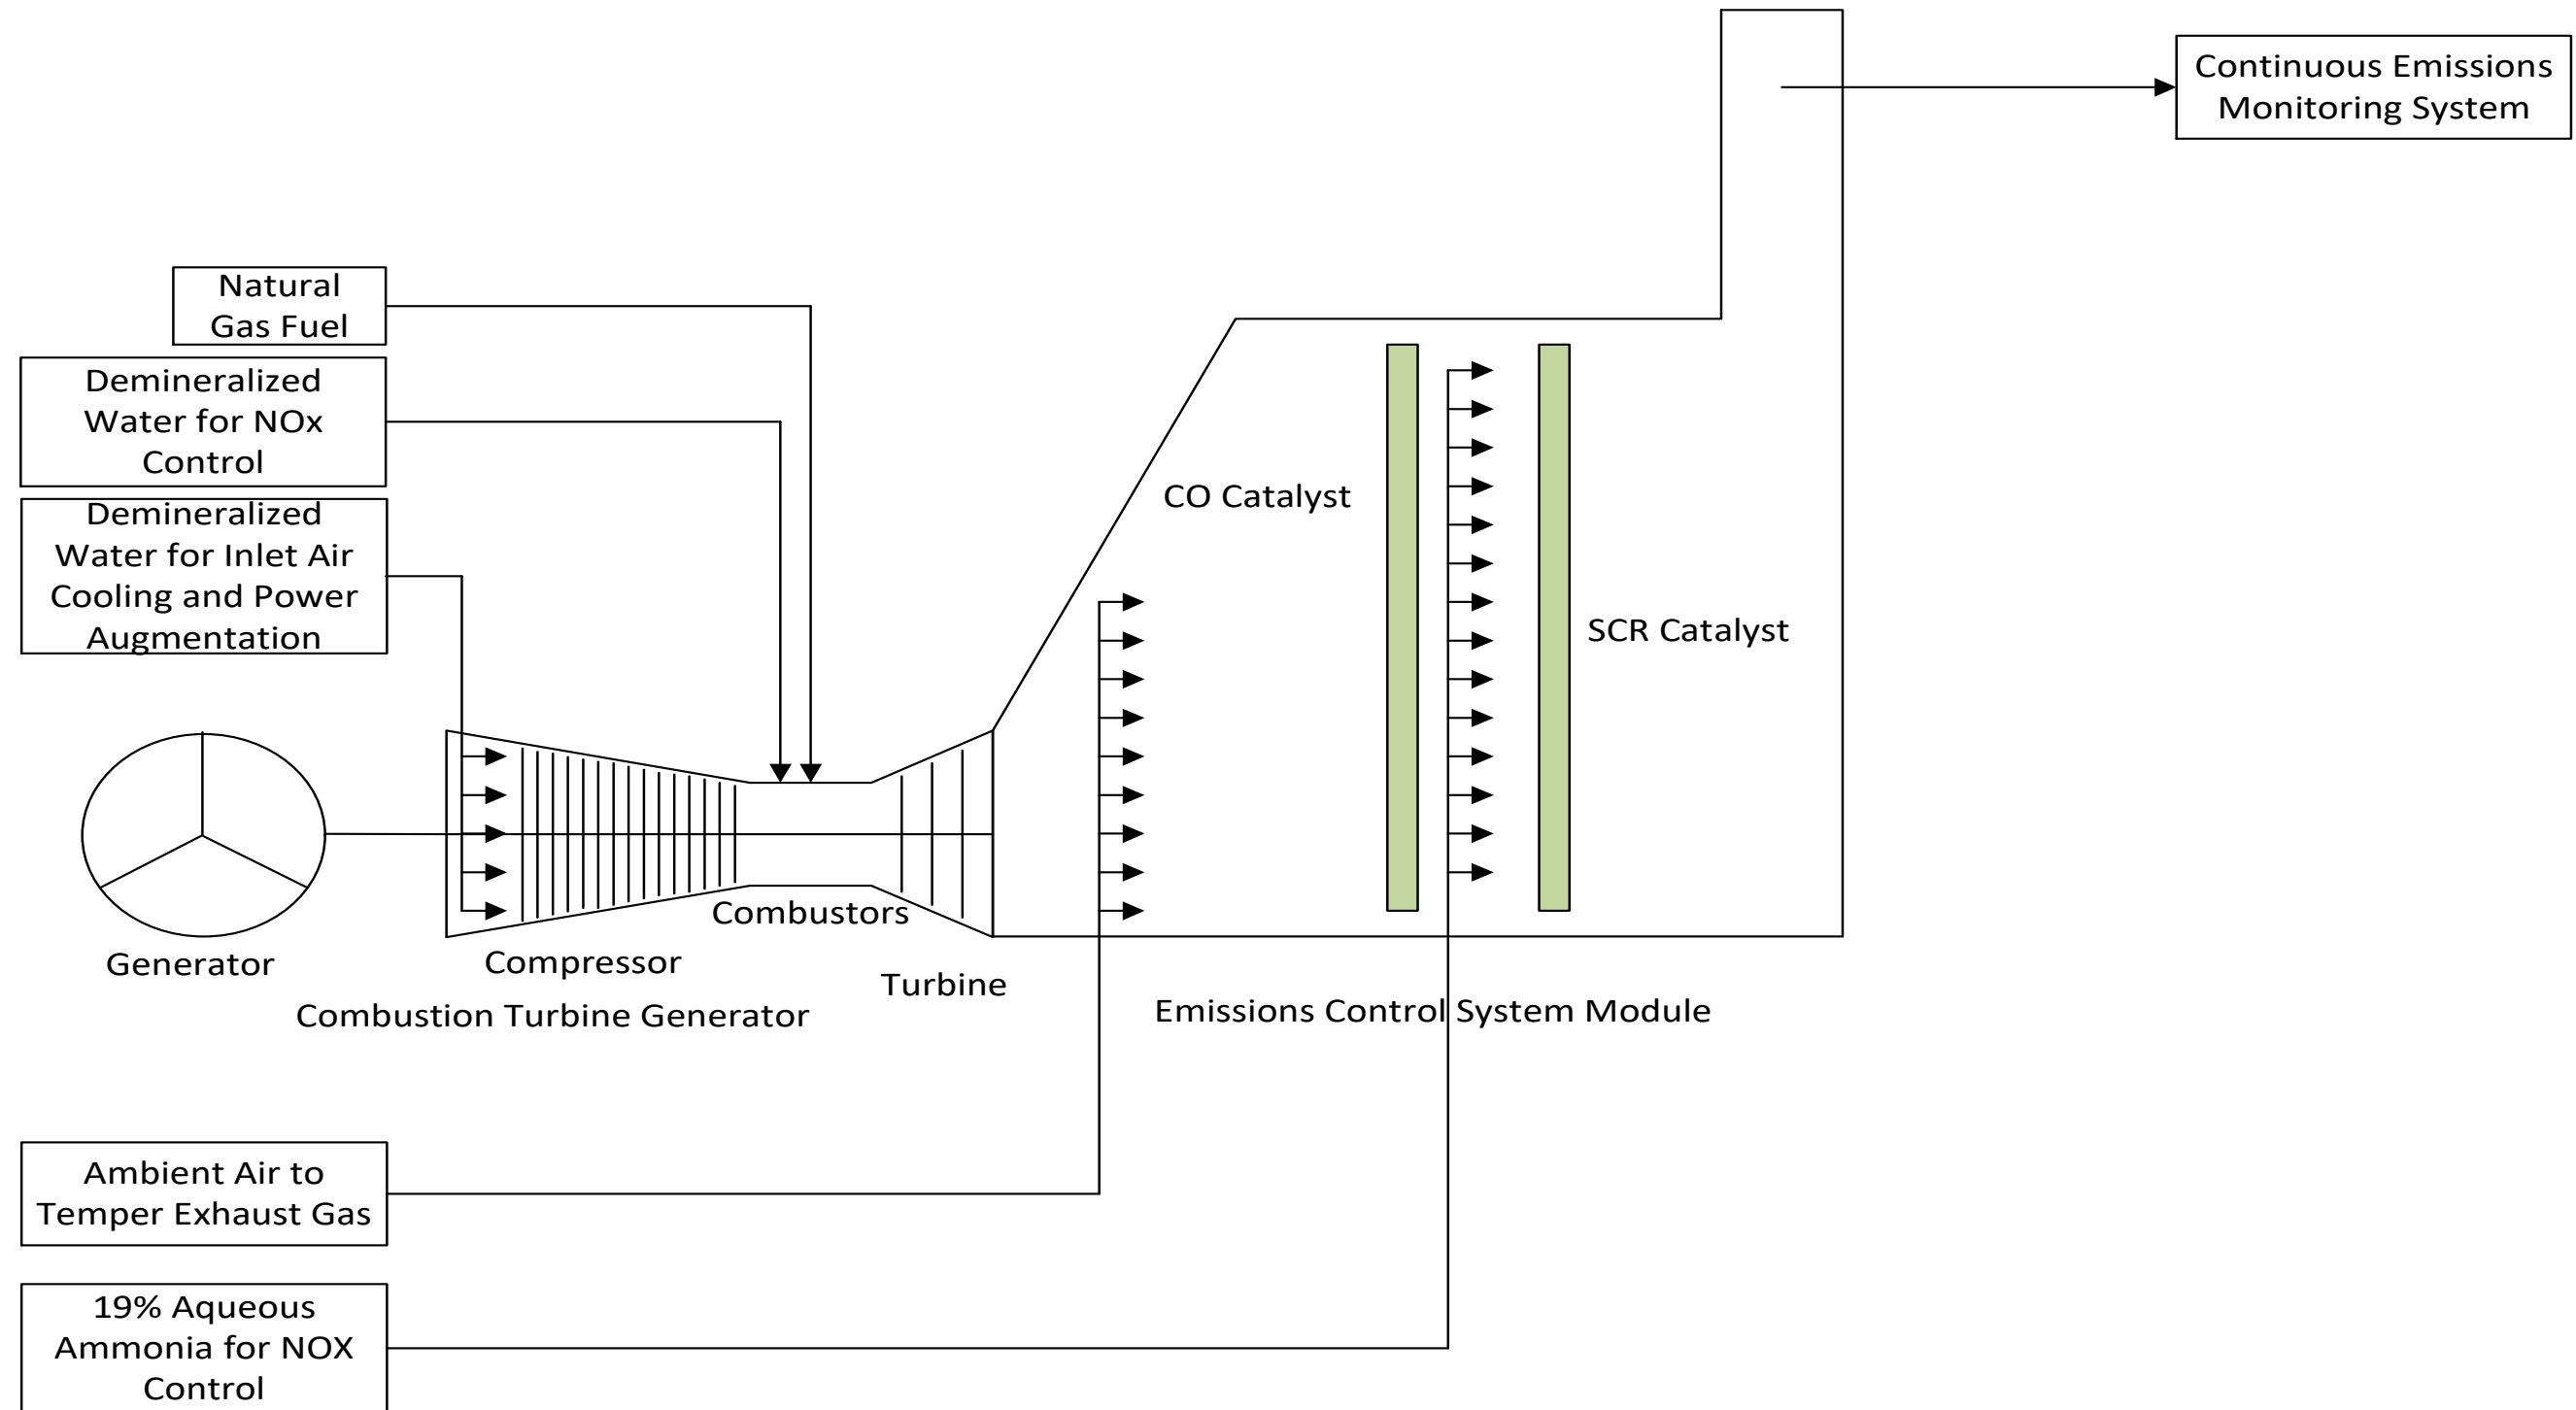 Continuous Emissions
Monitoring System
Natural
Gas Fuel
Demineralized
Water for NOx
Control
Demineralized
Water for Inlet Air
Cooling and Power
Augmentation
CO Catalyst
SCR Catalyst
Combustors
Generator
Compressor
Turbine
Combustion Turbine Generator
Emissions Control System Module
Ambient Air to
Temper Exhaust Gas
19% Aqueous
Ammonia for NOX
Control